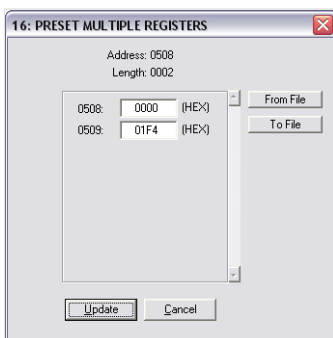 16: PRESET MULTIPLE REGISTERS
Address: 0508
Length: 0002
0508: 0000 (HEX)
0509: 01F4 (HEX)
From File
To File
Update
Cancel